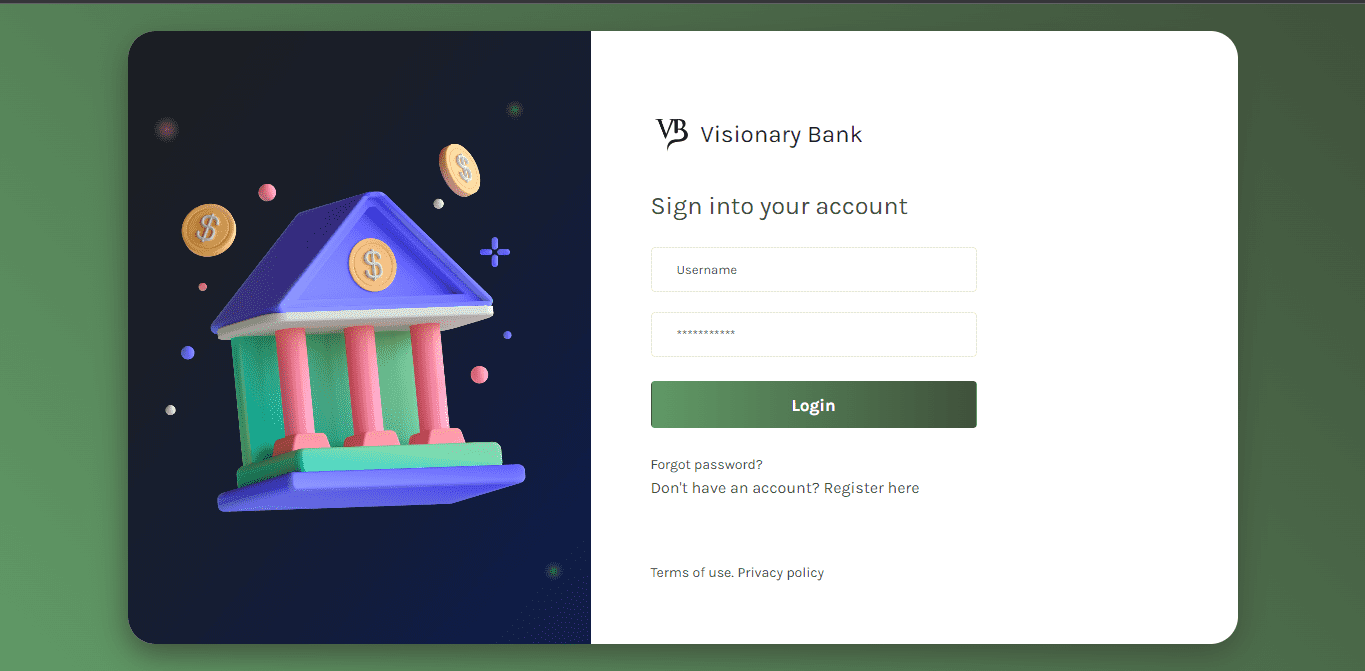 $
$
$
VB Visionary Bank
Sign into your account
Username
***********
Login
Forgot password?
Don't have an account? Register here
Terms of use. Privacy policy